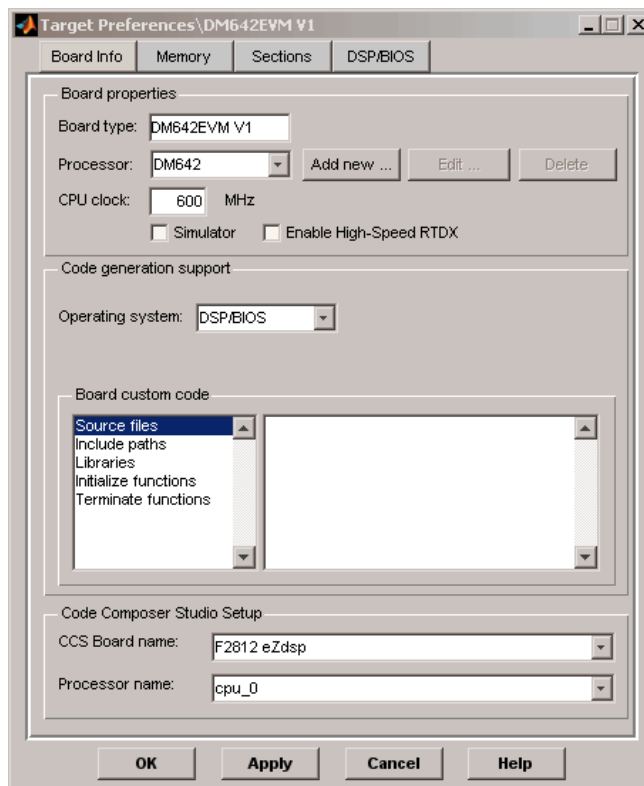 Target Preferences\DM642EVM V1
Board Info Memory Sections DSP/BIOS
Board properties
Board type: DM642EVM V1
Processor: DM642 Add new ... Edit ... Delete
CPU clock: 600 MHz
Simulator Enable High-Speed RTDX
Code generation support
Operating system: DSP/BIOS
Board custom code
Source files
Include paths
Libraries
Initialize functions
Terminate functions
Code Composer Studio Setup
CCS Board name: F2812 eZdsp
Processor name: cpu_0
OK Apply Cancel Help